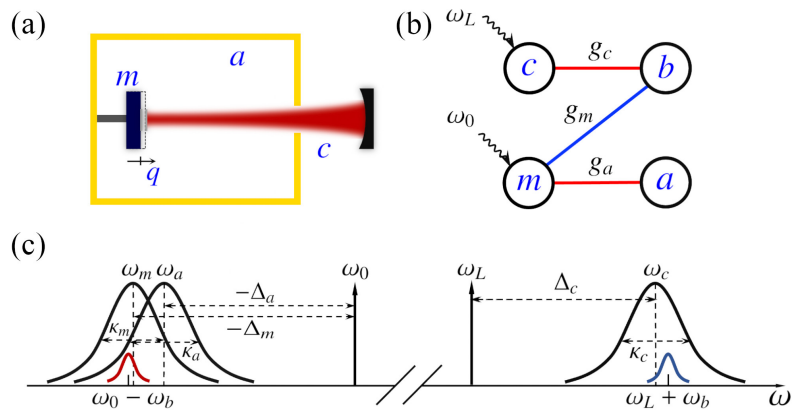 (a)
a
m
c
q
(b)
ω_L
c
g_c
b
g_m
ω_0
m
g_a
a
(c)
ω_m ω_a
ω_0
ω_L
ω_c
−Δ_a
Δ_c
κ_m
−Δ_m
κ_a
κ_c
ω_0 − ω_b
ω_L + ω_b
ω